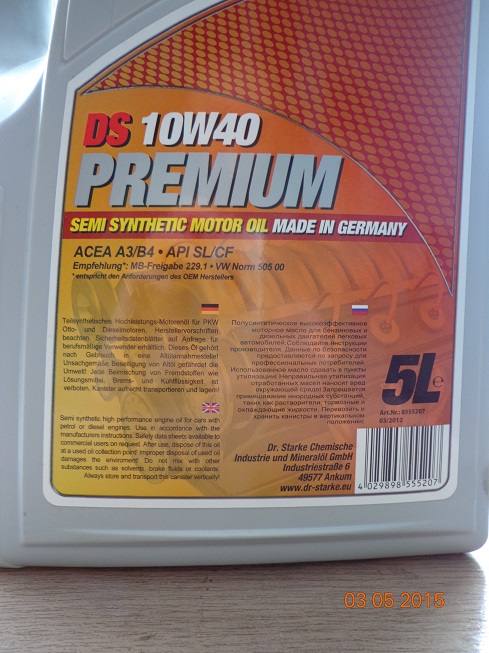 DS 10W40
PREMIUM
SEMI SYNTHETIC MOTOR OIL MADE IN GERMANY
ACEA A3/B4 • API SL/CF
Empfehlung*: MB-Freigabe 229.1 • VW Norm 505 00
* entspricht den Anforderungen des OEM Herstellers
Teilsynthetisches Hochleistungs-Motorenöl für PKW
Otto- und Dieselmotoren. Herstellervorschriften
beachten. Sicherheitsdatenblätter auf Anfrage für
berufsmäßige Verwender erhältlich. Dieses Öl gehört
nach Gebrauch in eine Altölannahmestelle!
Unsachgemäße Beseitigung von Altöl gefährdet die
Umwelt! Jede Beimischung von Fremdstoffen wie
Lösungsmittel, Brems- und Kühlflüssigkeit ist
verboten. Kanister aufrecht transportieren und lagern!
Semi synthetic high performance engine oil for cars with
petrol or diesel engines. Use in accordance with the
manufacturers instructions. Safety data sheets available to
commercial users on request. After use, dispose of this oil
at a used oil collection point! Improper disposal of used oil
damages the enviroment! Do not mix with other
substances such as solvents, brake fluids or coolants.
Always store and transport this canister vertically!
Полусинтетическое высокоэффективное
моторное масло для бензиновых и
дизельных двигателей легковых
автомобилей. Соблюдайте инструкции
производителя. Данные по безопасности
предоставляются по запросу для
профессиональных потребителей.
Использованное масло сдавать в пункты
утилизации! Неправильная утилизация
отработанных масел наносит вред
окружающей среде! Запрещается
примешивание инородных субстанций,
таких как растворители, тормозные и
охлаждающие жидкости. Перевозить и
хранить канистры в вертикальном
положении!
5L e
Art.Nr.: 0555207
03/2012
Dr. Starke Chemische
Industrie und Mineralöl GmbH
Industriestraße 6
49577 Ankum
www.dr-starke.eu
4 029898 555207
03 05 2015